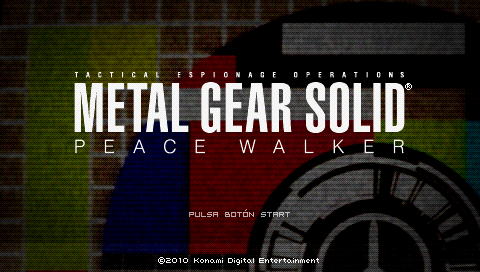 TACTICAL ESPIONAGE OPERATIONS
METAL GEAR SOLID®
PEACE WALKER
PULSA BOTÓN START
©2010 Konami Digital Entertainment